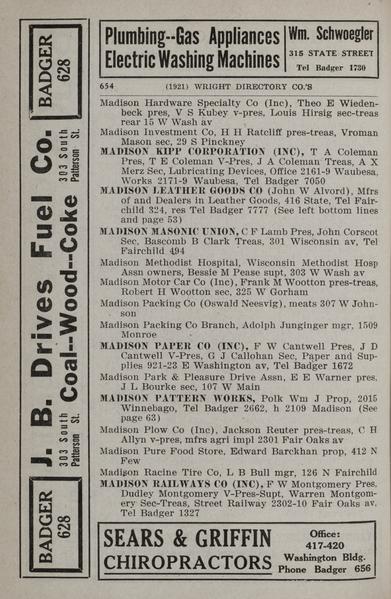 Plumbing--Gas Appliances
Electric Washing Machines
Wm. Schwoegler
315 STATE STREET
Tel Badger 1730
654 (1921) WRIGHT DIRECTORY CO.'S
Madison Hardware Specialty Co (Inc), Theo E Wieden-
beck pres, V S Kubey v-pres, Louis Hirsig sec-treas
rear 15 W Wash av
Madison Investment Co, H H Ratcliff pres-treas, Vroman
Mason sec, 29 S Pinckney
MADISON KIPP CORPORATION (INC), T A Coleman
Pres, T E Coleman V-Pres, J A Coleman Treas, A X
Merz Sec, Lubricating Devices, Office 2161-9 Waubesa,
Works 2171-9 Waubesa, Tel Badger 7050
MADISON LEATHER GOODS CO (John W Alvord), Mfrs
of and Dealers in Leather Goods, 416 State, Tel Fair-
child 324, res Tel Badger 7777 (See left bottom lines
and page 53)
MADISON MASONIC UNION, C F Lamb Pres, John Corscot
Sec, Bascomb B Clark Treas, 301 Wisconsin av, Tel
Fairchild 494
Madison Methodist Hospital, Wisconsin Methodist Hosp
Assn owners, Bessie M Pease supt, 303 W Wash av
Madison Motor Car Co (Inc), Frank M Wootton pres-treas,
Robert H Wootton sec, 325 W Gorham
Madison Packing Co (Oswald Neesvig), meats 307 W John-
son
Madison Packing Co Branch, Adolph Junginger mgr, 1509
Monroe
MADISON PAPER CO (INC), F W Cantwell Pres, J D
Cantwell V-Pres, G J Callohan Sec, Paper and Sup-
plies 921-23 E Washington av, Tel Badger 1672
Madison Park & Pleasure Drive Assn, E E Warner pres,
J L Bourke sec, 107 W Main
MADISON PATTERN WORKS, Polk Wm J Prop, 2015
Winnebago, Tel Badger 2662, h 2109 Madison (See
page 63)
Madison Plow Co (Inc), Jackson Reuter pres-treas, C H
Allyn v-pres, mfrs agri impl 2301 Fair Oaks av
Madison Pure Food Store, Edward Barckhan prop, 412 N
Few
Madison Racine Tire Co, L B Bull mgr, 126 N Fairchild
MADISON RAILWAYS CO (INC), F W Montgomery Pres,
Dudley Montgomery V-Pres-Supt, Warren Montgom-
ery Sec-Treas, Street Railway 2302-10 Fair Oaks av.
Tel Badger 1327
SEARS & GRIFFIN
CHIROPRACTORS
Office:
417-420
Washington Bldg.
Phone Badger 656
BADGER
628
J. B. Drives Fuel Co.
303 South
Patterson St.
Coal--Wood--Coke
303 South
Patterson St.
BADGER
628